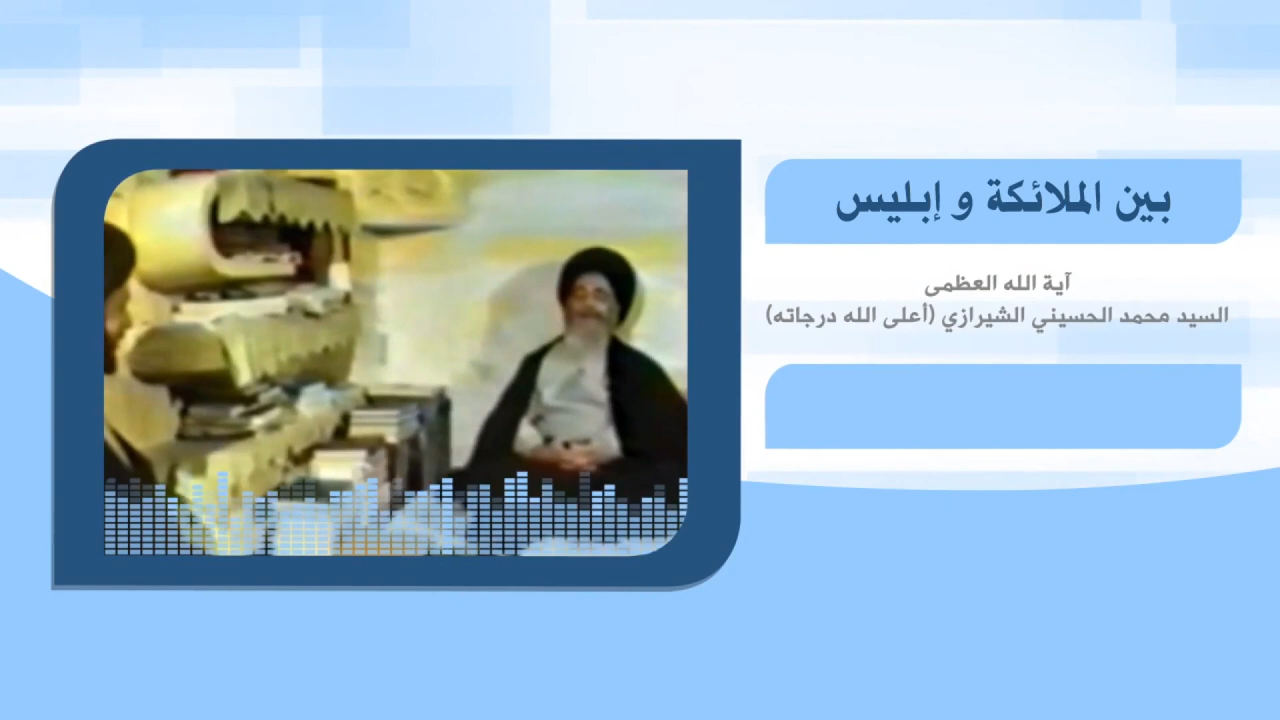 بين الملائكة و إبليس
آية الله العظمى
السيد محمد الحسيني الشيرازي (أعلى الله درجاته)